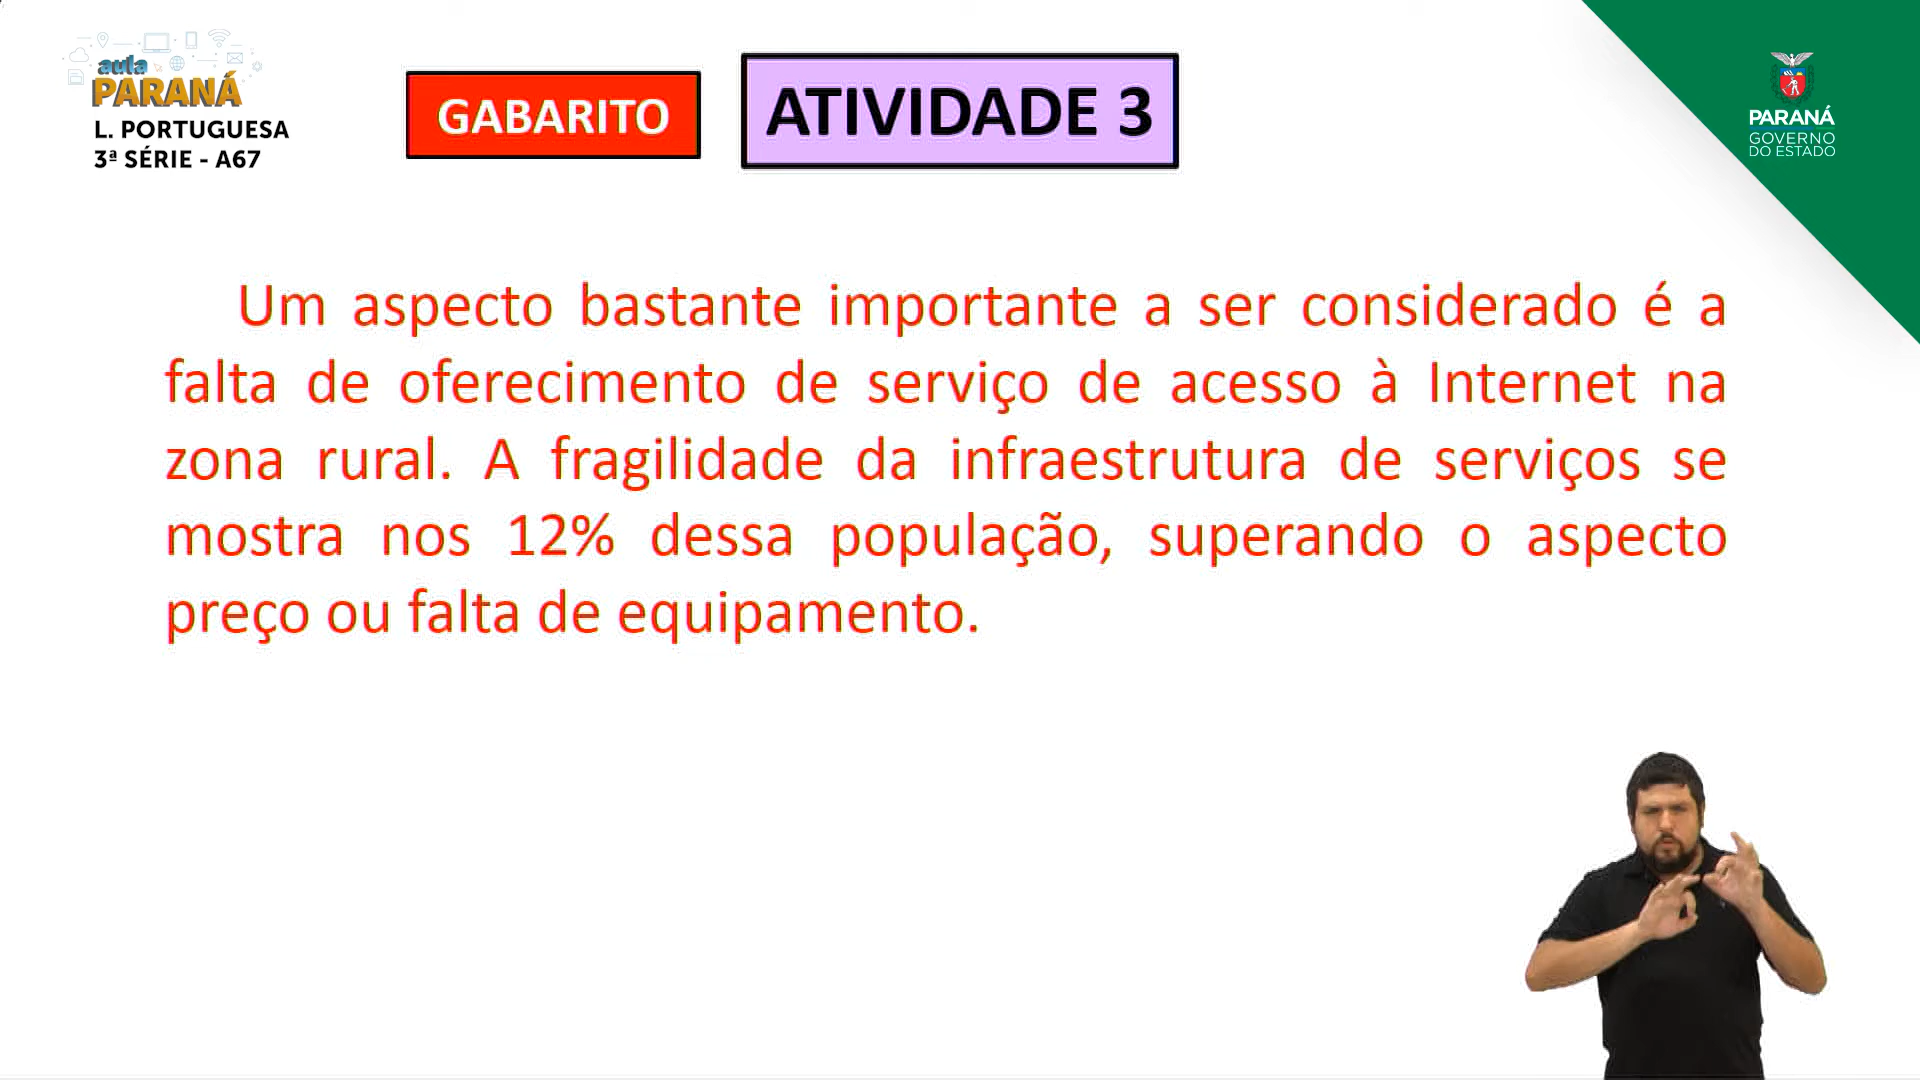 aula
PARANÁ
L. PORTUGUESA
3ª SÉRIE - A67
GABARITO
ATIVIDADE 3
PARANÁ
GOVERNO
DO ESTADO
Um aspecto bastante importante a ser considerado é a
falta de oferecimento de serviço de acesso à Internet na
zona rural. A fragilidade da infraestrutura de serviços se
mostra nos 12% dessa população, superando o aspecto
preço ou falta de equipamento.